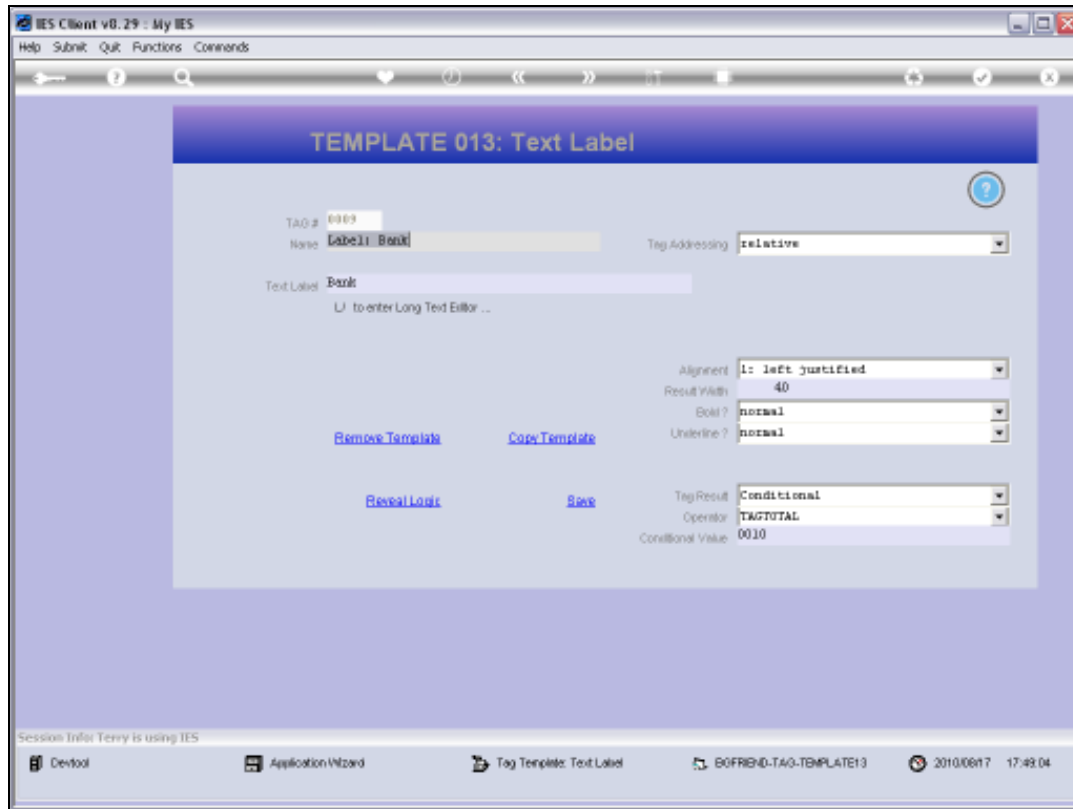 IES Client v8.29 : My IES
Help Submit Quit Functions Commands
TEMPLATE 013: Text Label
TAG # 0009
Name Label: Bank
Tag Addressing relative
Text Label Bank
to enter Long Text Editor ...
Alignment l: left justified
Result Width 40
Bold ? normal
Underline ? normal
Remove Template Copy Template
Reveal Logic Save
Tag Result Conditional
Operator TAGTOTAL
Conditional Value 0010
Session Info: Terry is using IES
Devtool Application Wizard Tag Template: Text Label BGFRIEND-TAG-TEMPLATE13 2010/08/17 17:49:04